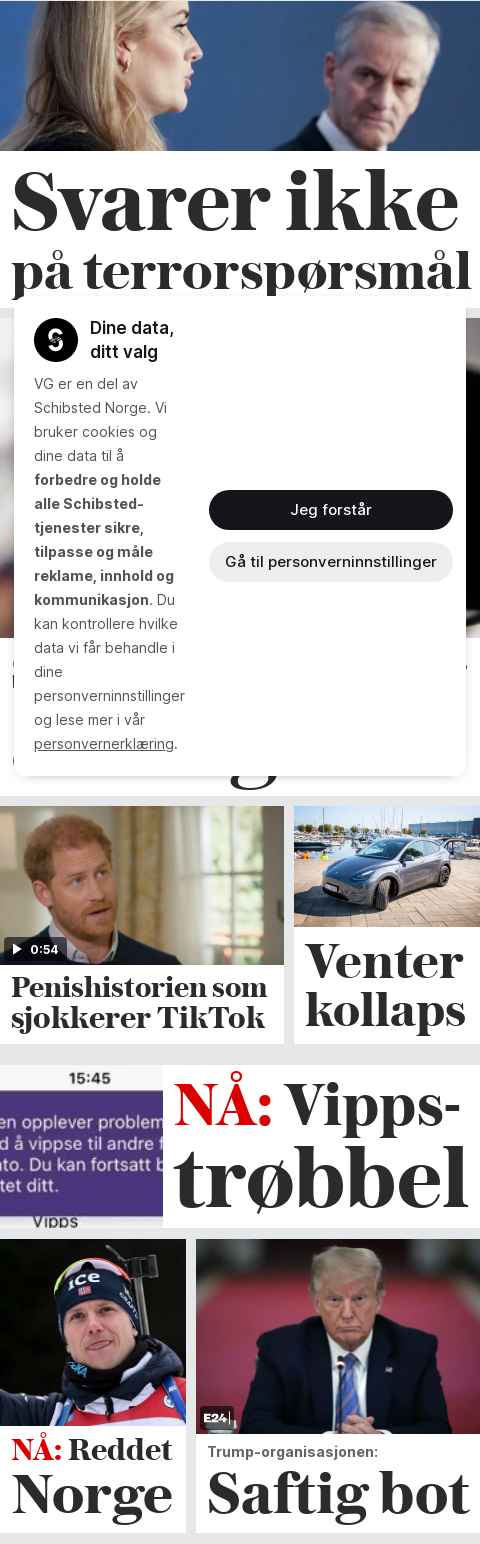 Svarer ikke
på terrorspørsmål
Dine data,
ditt valg
VG er en del av
Schibsted Norge. Vi
bruker cookies og
dine data til å
forbedre og holde
alle Schibsted-
tjenester sikre,
tilpasse og måle
reklame, innhold og
kommunikasjon. Du
kan kontrollere hvilke
data vi får behandle i
dine
personverninnstillinger
og lese mer i vår
personvernerklæring.
Jeg forstår
Gå til personverninnstillinger
0:54
Penishistorien som
sjokkerer TikTok
Venter
kollaps
15:45
en opplever problem
d å vippse til andre f
nto. Du kan fortsatt b
tet ditt.
Vipps
NÅ: Vipps-
trøbbel
ice
NÅ: Reddet
Norge
E24
Trump-organisasjonen:
Saftig bot